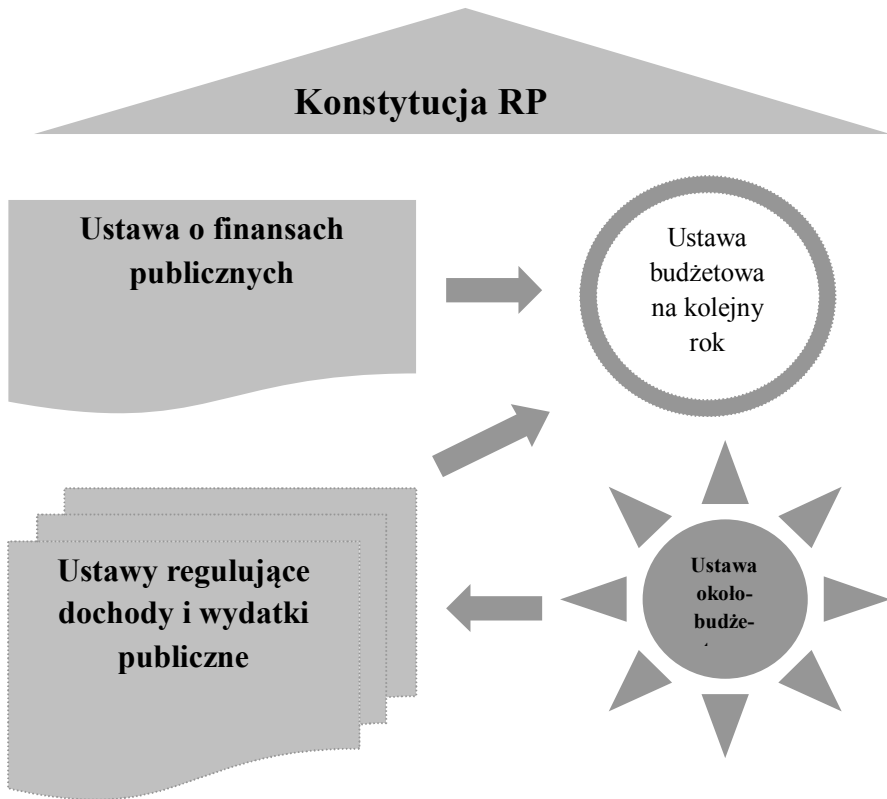 Konstytucja RP
Ustawa o finansach
publicznych
Ustawa
budżetowa
na kolejny
rok
Ustawy regulujące
dochody i wydatki
publiczne
Ustawa
około-
budże-